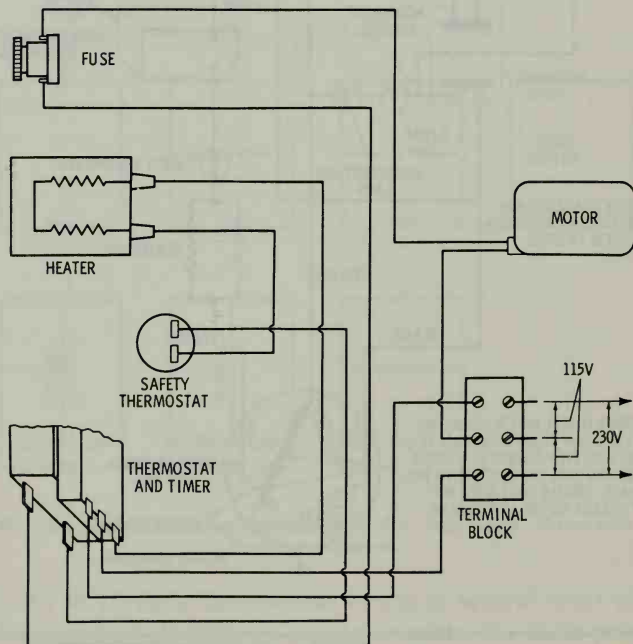 FUSE
MOTOR
HEATER
SAFETY
THERMOSTAT
115V
230V
THERMOSTAT
AND TIMER
TERMINAL
BLOCK